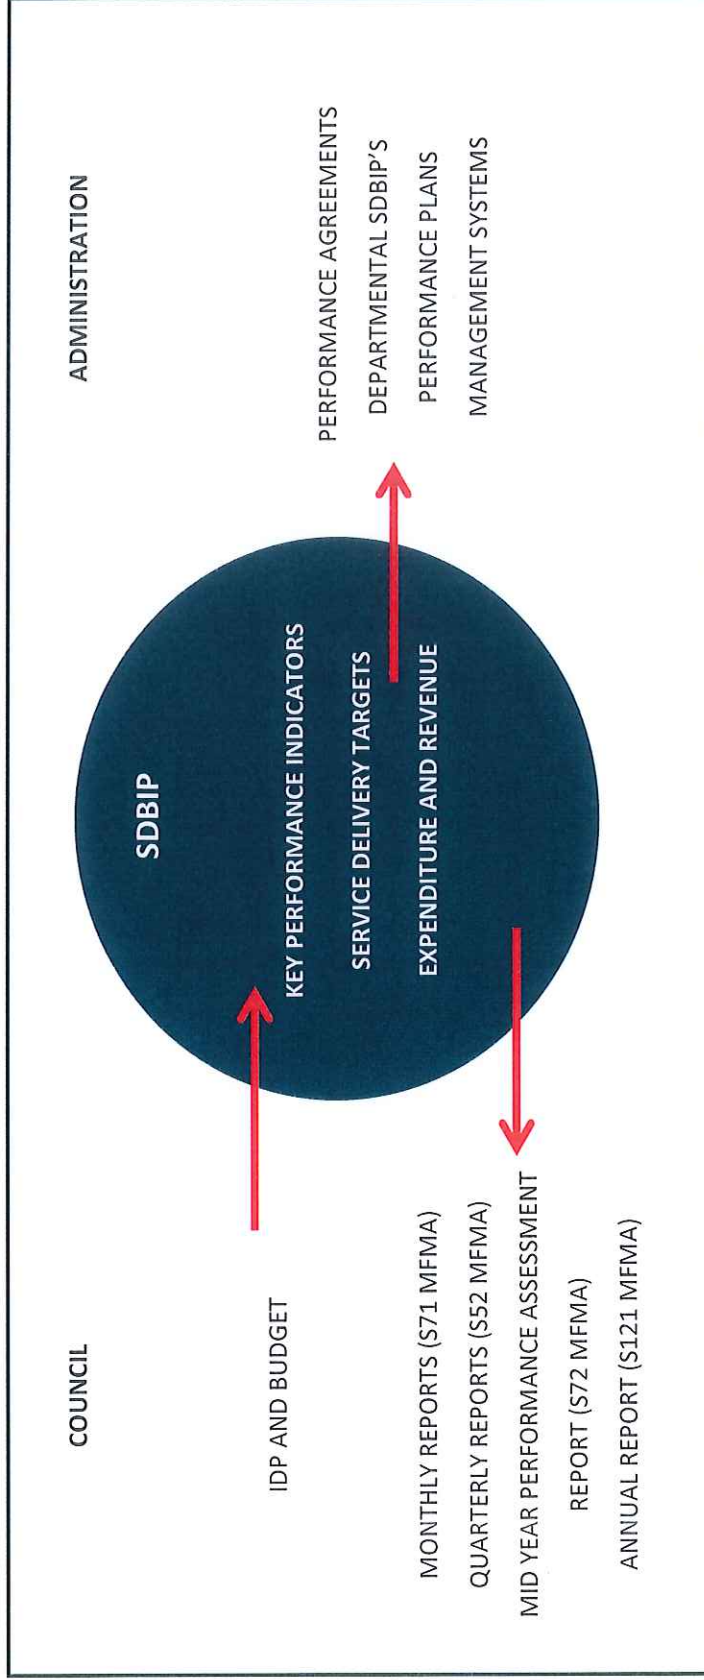 COUNCIL
ADMINISTRATION
SDBIP
IDP AND BUDGET
KEY PERFORMANCE INDICATORS
SERVICE DELIVERY TARGETS
EXPENDITURE AND REVENUE
PERFORMANCE AGREEMENTS
DEPARTMENTAL SDBIP'S
PERFORMANCE PLANS
MANAGEMENT SYSTEMS
MONTHLY REPORTS (S71 MFMA)
QUARTERLY REPORTS (S52 MFMA)
MID YEAR PERFORMANCE ASSESSMENT
REPORT (S72 MFMA)
ANNUAL REPORT (S121 MFMA)